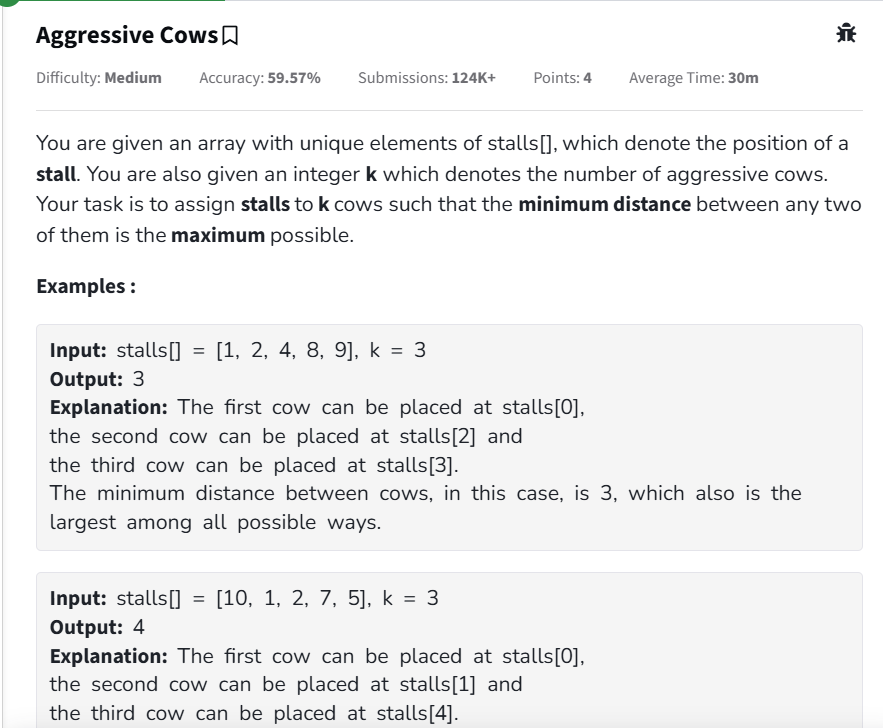 Aggressive Cows
Difficulty: Medium Accuracy: 59.57% Submissions: 124K+ Points: 4 Average Time: 30m
You are given an array with unique elements of stalls[], which denote the position of a
stall. You are also given an integer k which denotes the number of aggressive cows.
Your task is to assign stalls to k cows such that the minimum distance between any two
of them is the maximum possible.
Examples :
Input: stalls[] = [1, 2, 4, 8, 9], k = 3
Output: 3
Explanation: The first cow can be placed at stalls[0],
the second cow can be placed at stalls[2] and
the third cow can be placed at stalls[3].
The minimum distance between cows, in this case, is 3, which also is the
largest among all possible ways.
Input: stalls[] = [10, 1, 2, 7, 5], k = 3
Output: 4
Explanation: The first cow can be placed at stalls[0],
the second cow can be placed at stalls[1] and
the third cow can be placed at stalls[4].